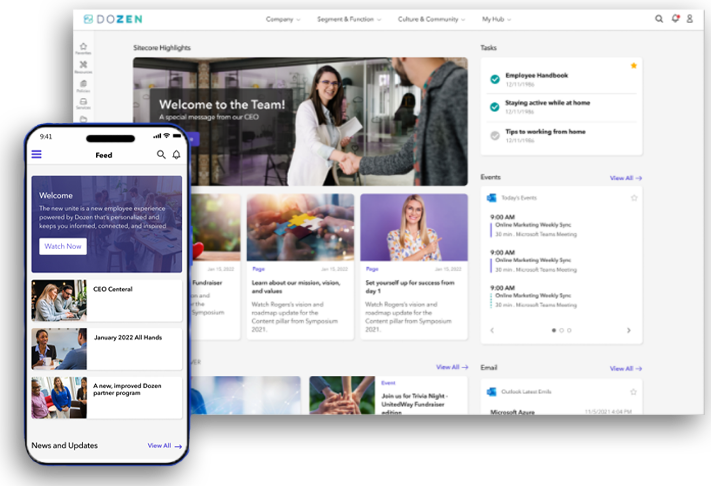 DOZEN
Company
Segment & Function
Culture & Community
My Hub
Favorites
Resources
Policies
Services
Sitecore Highlights
Welcome to the Team!
A special message from our CEO
Jan 15, 2022
Fundraiser
and
or the
Symposium
Page
Jan 15, 2022
Learn about our mission, vision,
and values
Watch Rogers's vision and
roadmap update for the
Content pillar from Symposium
2021.
Page
Jan 15, 2022
Set yourself up for success from
day 1
Watch Rogers's vision and
roadmap update for the
Content pillar from Symposium
2021.
VER
View All →
Event
Join us for Trivia Night -
UnitedWay Fundraiser
edition
Tasks
Employee Handbook
12/11/1986
Staying active while at home
12/11/1986
Tips to working from home
12/11/1986
Events
View All →
Today's Events
9:00 AM
Online Marketing Weekly Sync
30 min. Microsoft Teams Meeting
9:00 AM
Online Marketing Weekly Sync
30 min. Microsoft Teams Meeting
9:00 AM
Online Marketing Weekly Sync
30 min. Microsoft Teams Meeting
Email
View All →
Outlook Latest Emils
Microsoft Azure
11/5/2021 4:04 PM
9:41
Feed
Welcome
The new unite is a new employee experience
powered by Dozen that's personalized and
keeps you informed, connected, and inspired
Watch Now
CEO Centeral
January 2022 All Hands
A new, improved Dozen
partner program
News and Updates
View All →